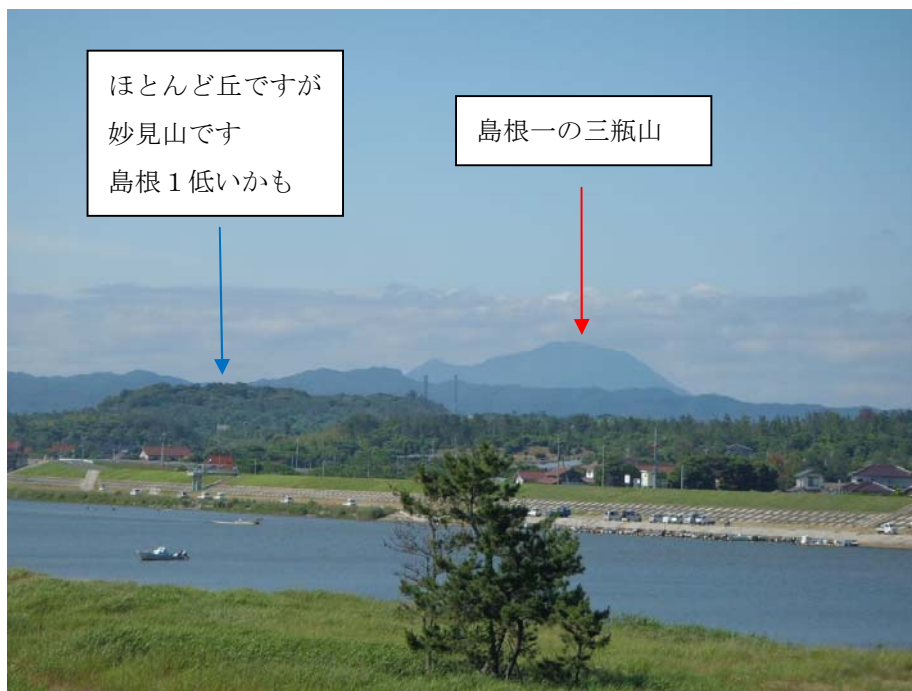 ほとんど丘ですが
妙見山です
島根１低いかも
島根一の三瓶山